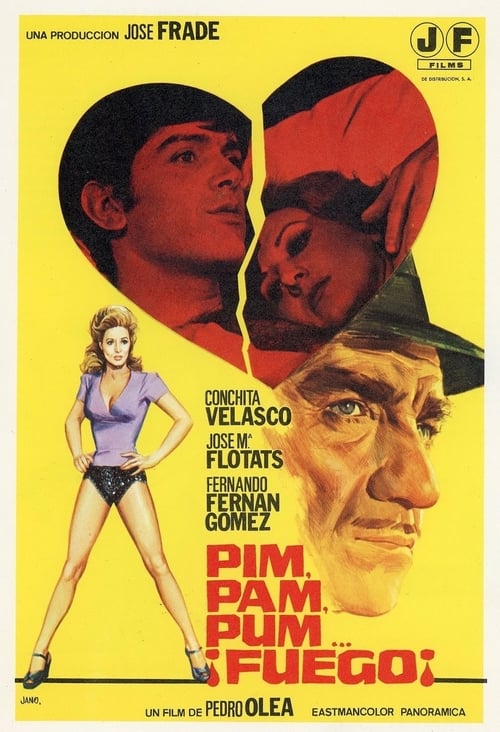 UNA PRODUCCION JOSE FRADE
J F
FILMS
DE DISTRIBUCION, S. A.
CONCHITA
VELASCO
JOSE Mª
FLOTATS
FERNANDO
FERNAN
GOMEZ
PIM,
PAM,
PUM...
¡FUEGO!
JANO.
UN FILM DE PEDRO OLEA
EASTMANCOLOR PANORAMICA